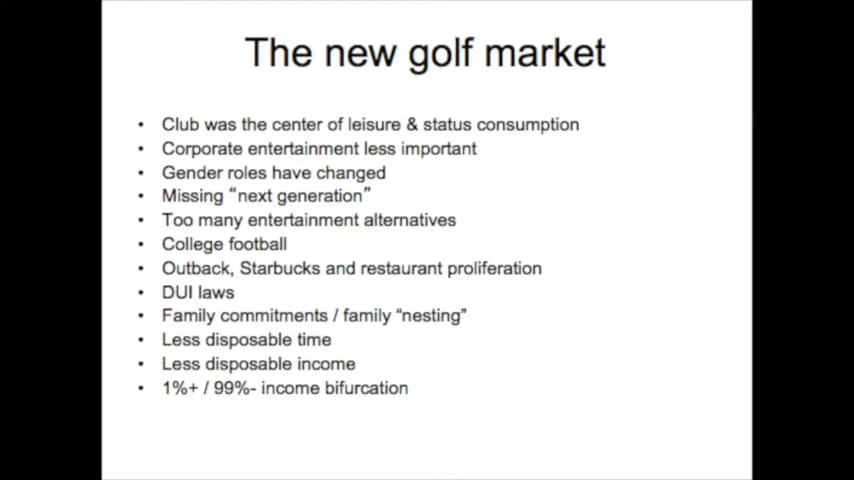 The new golf market
• Club was the center of leisure & status consumption
• Corporate entertainment less important
• Gender roles have changed
• Missing “next generation”
• Too many entertainment alternatives
• College football
• Outback, Starbucks and restaurant proliferation
• DUI laws
• Family commitments / family “nesting”
• Less disposable time
• Less disposable income
• 1%+ / 99%- income bifurcation